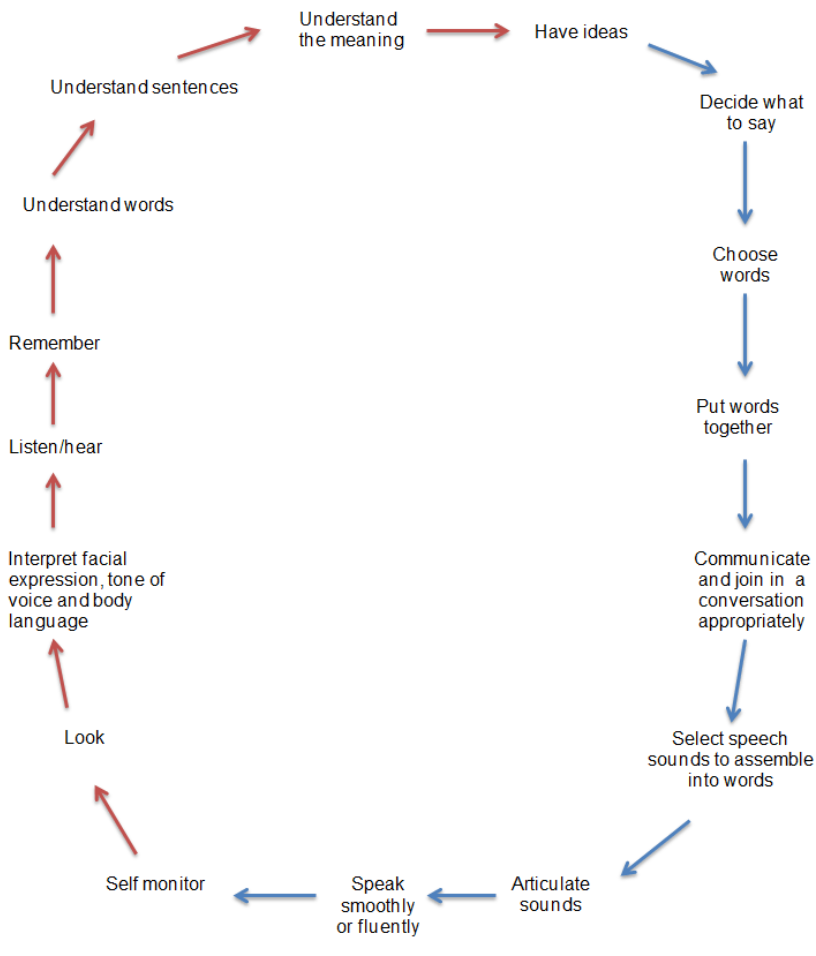 Understand
the meaning
Have ideas
Decide what
to say
Choose
words
Put words
together
Communicate
and join in a
conversation
appropriately
Select speech
sounds to assemble
into words
Articulate
sounds
Speak
smoothly
or fluently
Self monitor
Look
Interpret facial
expression, tone of
voice and body
language
Listen/hear
Remember
Understand words
Understand sentences